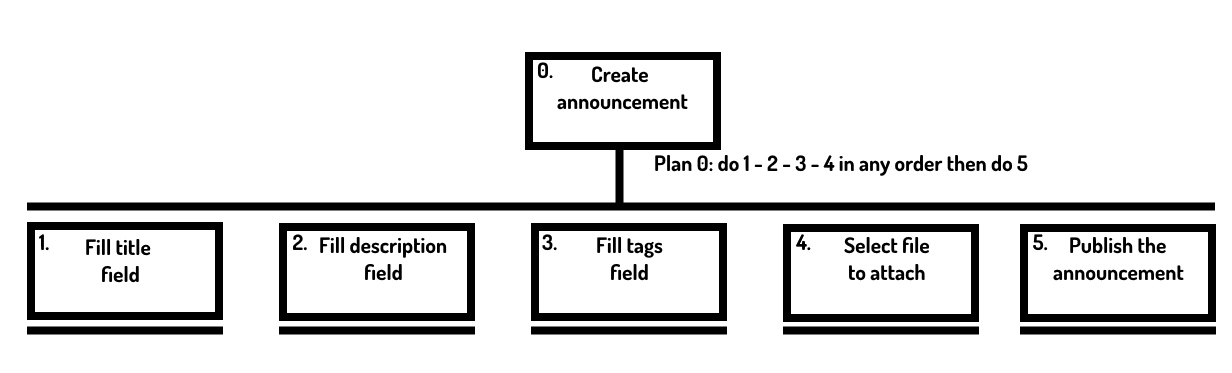 0. Create
announcement
Plan 0: do 1 - 2 - 3 - 4 in any order then do 5
1. Fill title
field
2. Fill description
field
3. Fill tags
field
4. Select file
to attach
5. Publish the
announcement